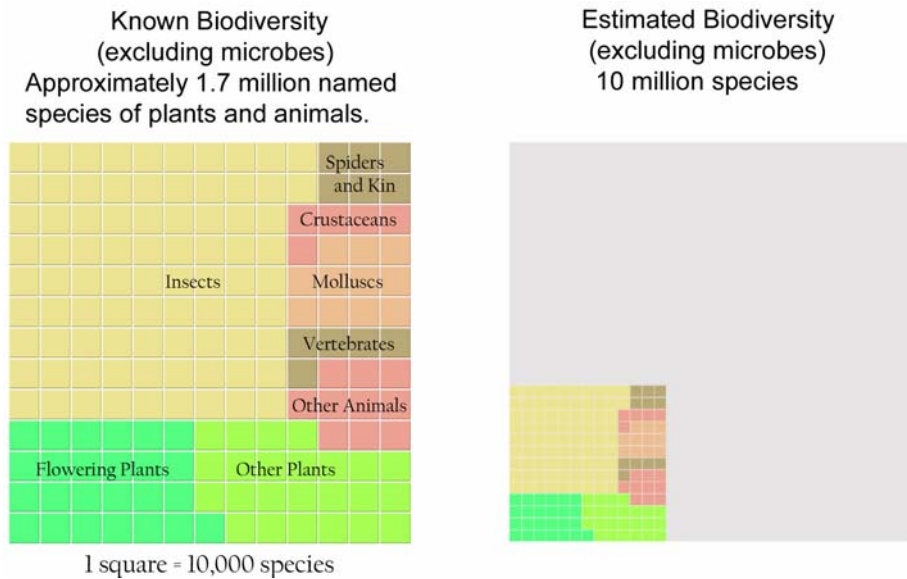 Known Biodiversity
(excluding microbes)
Approximately 1.7 million named
species of plants and animals.
Spiders
and Kin
Crustaceans
Insects
Molluscs
Vertebrates
Other Animals
Flowering Plants
Other Plants
1 square = 10,000 species
Estimated Biodiversity
(excluding microbes)
10 million species